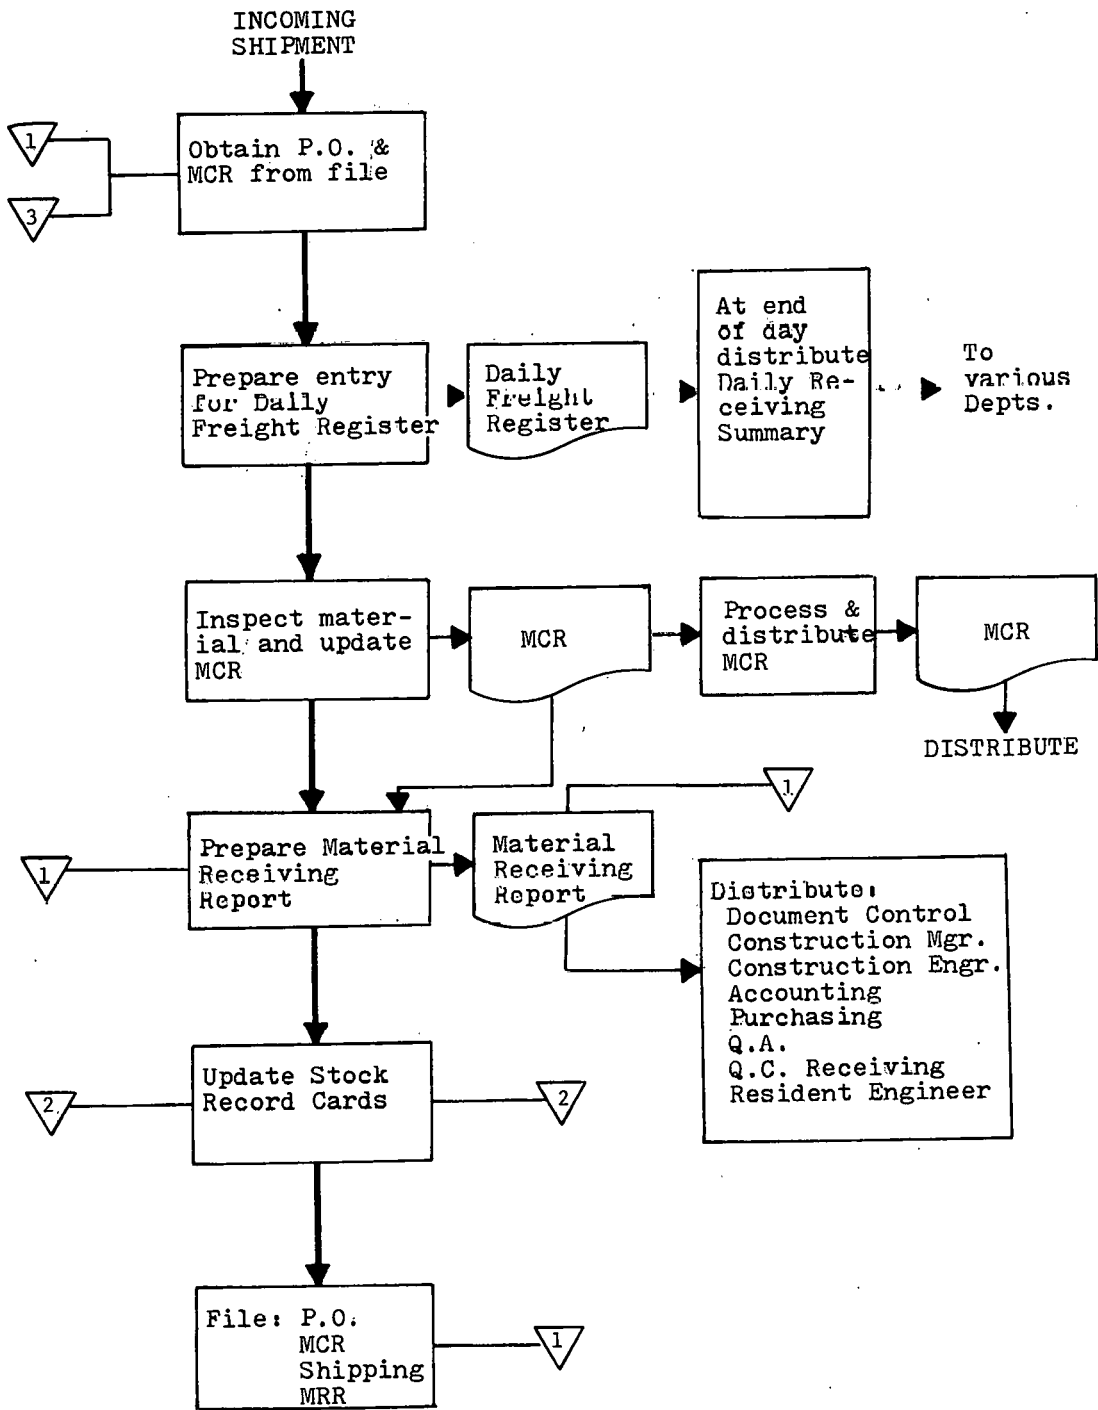 INCOMING
SHIPMENT
1
3
Obtain P.O. &
MCR from file
Prepare entry
for Daily
Freight Register
Daily
Freight
Register
At end
of day
distribute
Daily Re-
ceiving
Summary
To
various
Depts.
Inspect mater-
ial and update
MCR
MCR
Process &
distribute
MCR
MCR
DISTRIBUTE
1
1
Prepare Material
Receiving
Report
Material
Receiving
Report
Distribute:
Document Control
Construction Mgr.
Construction Engr.
Accounting
Purchasing
Q.A.
Q.C. Receiving
Resident Engineer
2
Update Stock
Record Cards
2
File: P.O.
MCR
Shipping
MRR
1